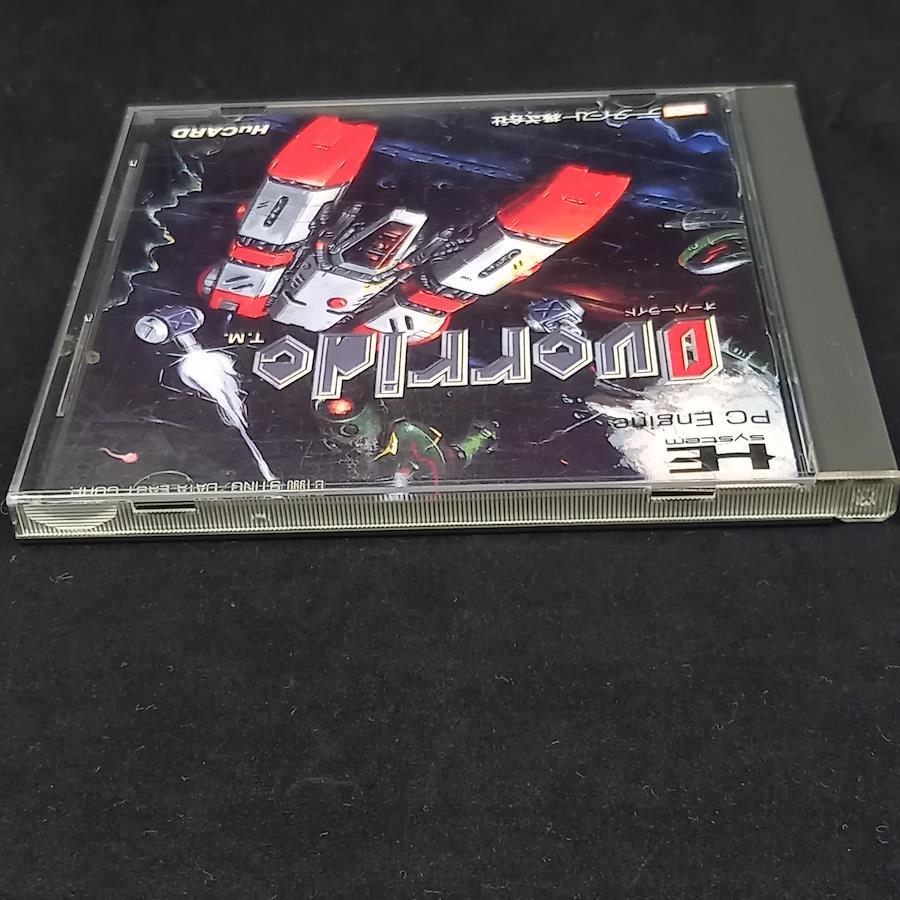 HE
SYSTEM
PC Engine
Override
T.M.
オーバーライド
データイースト株式会社
HuCARD
STING DATA EAST CORP.